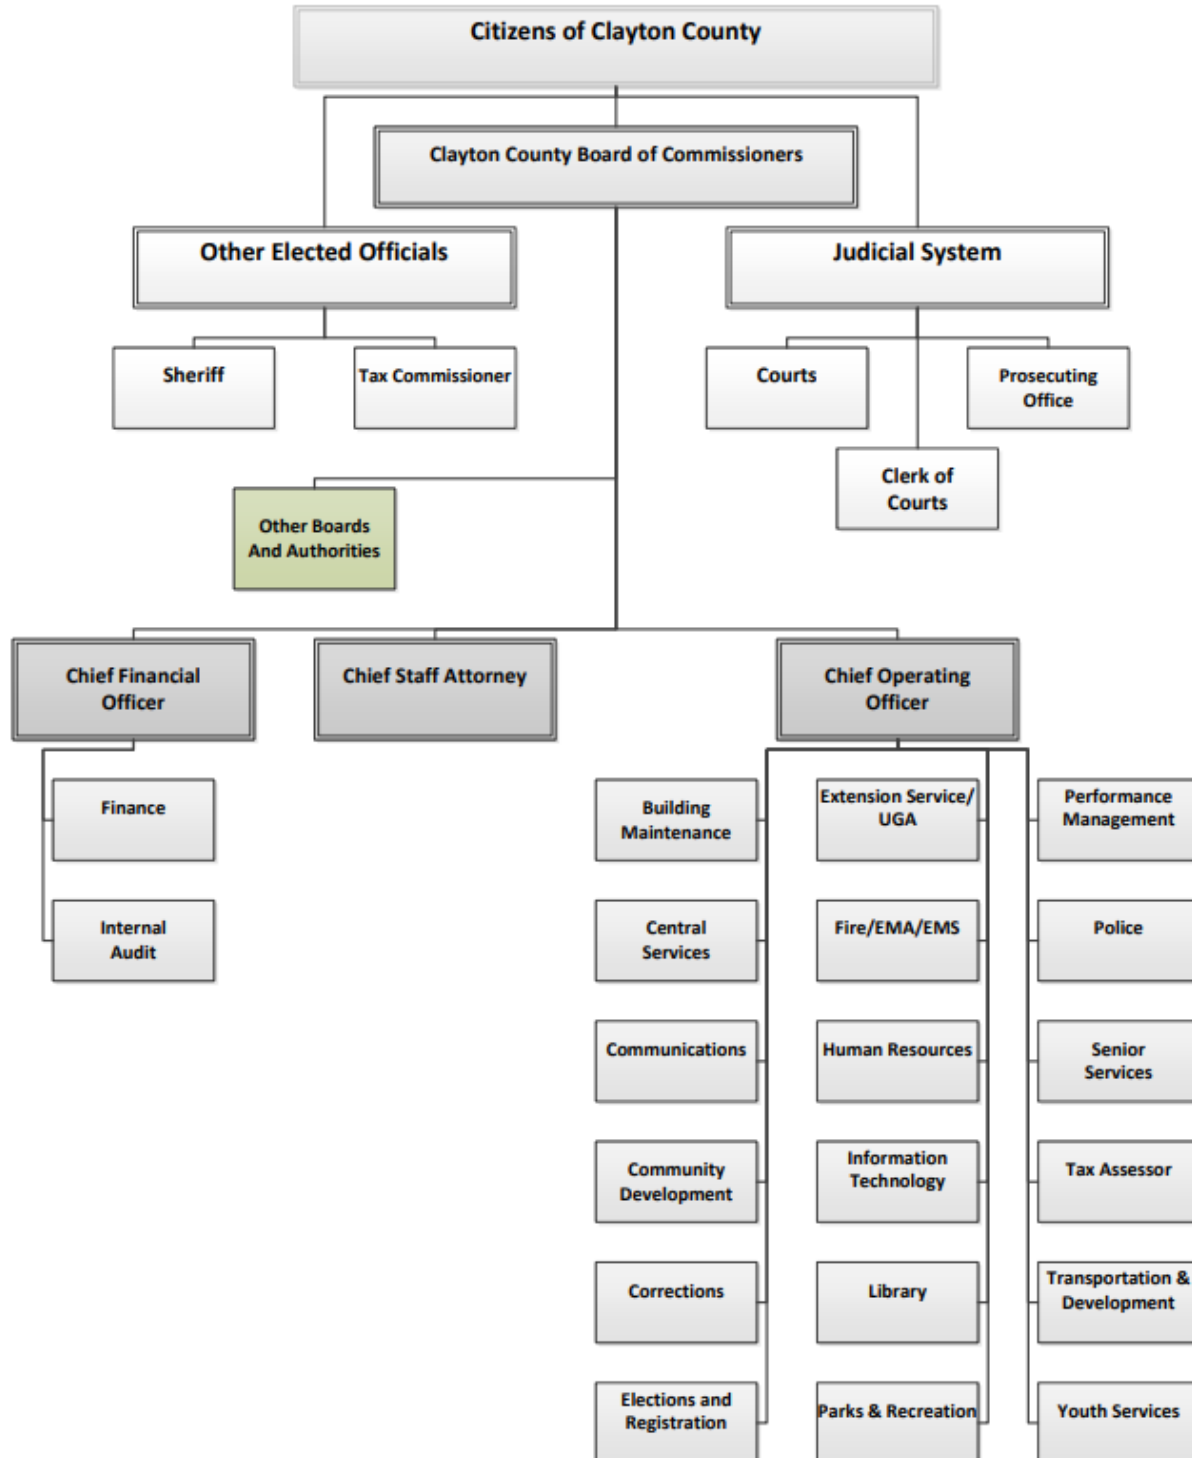 Citizens of Clayton County
Clayton County Board of Commissioners
Other Elected Officials
Judicial System
Sheriff
Tax Commissioner
Courts
Prosecuting
Office
Clerk of
Courts
Other Boards
And Authorities
Chief Financial
Officer
Chief Staff Attorney
Chief Operating
Officer
Finance
Internal
Audit
Building
Maintenance
Central
Services
Communications
Community
Development
Corrections
Elections and
Registration
Extension Service/
UGA
Fire/EMA/EMS
Human Resources
Information
Technology
Library
Parks & Recreation
Performance
Management
Police
Senior
Services
Tax Assessor
Transportation &
Development
Youth Services